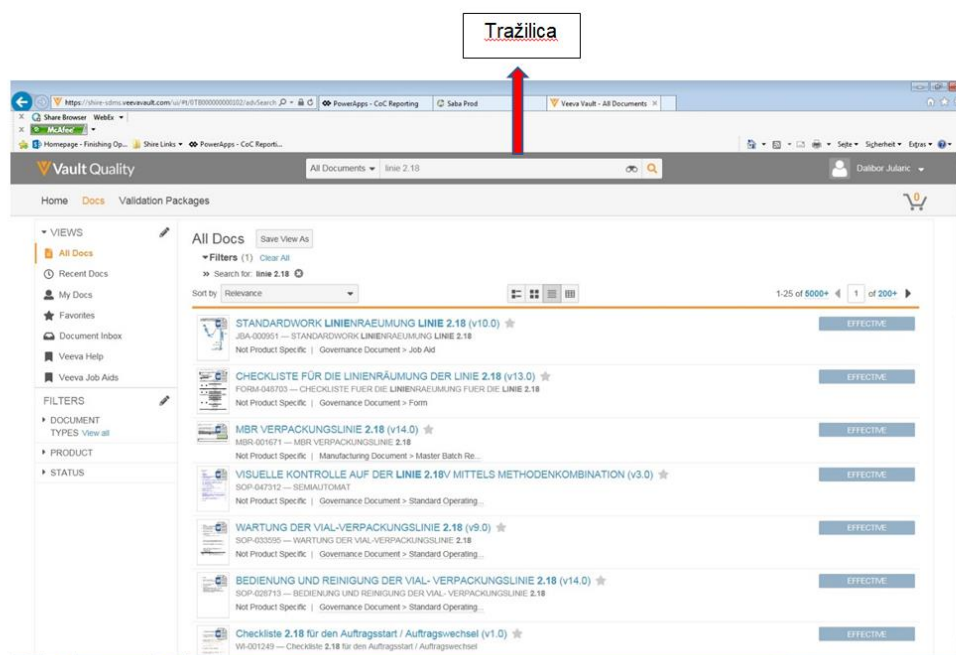 Tražilica
https://shire-sdms.veevavault.com/ui/#t/0TB000000000102/advSearch
PowerApps - CoC Reporting
Saba Prod
Veeva Vault - All Documents
Share Browser WebEx
McAfee
Homepage - Finishing Op... Shire Links PowerApps - CoC Reporti...
Seite Sicherheit Extras
Vault Quality
All Documents linie 2.18
Dalibor Jularic
Home Docs Validation Packages
0
VIEWS
All Docs
Recent Docs
My Docs
Favorites
Document Inbox
Veeva Help
Veeva Job Aids
FILTERS
DOCUMENT
TYPES View all
PRODUCT
STATUS
All Docs Save View As
Filters (1) Clear All
Search for: linie 2.18
Sort by Relevance
1-25 of 5000+ 1 of 200+
STANDARDWORK LINIENRAEUMUNG LINIE 2.18 (v10.0)
EFFECTIVE
JBA-000951 — STANDARDWORK LINIENRAEUMUNG LINIE 2.18
Not Product Specific | Governance Document > Job Aid
CHECKLISTE FÜR DIE LINIENRÄUMUNG DER LINIE 2.18 (v13.0)
EFFECTIVE
FORM-048703 — CHECKLISTE FUER DIE LINIENRAEUMUNG FUER DIE LINIE 2.18
Not Product Specific | Governance Document > Form
MBR VERPACKUNGSLINIE 2.18 (v14.0)
EFFECTIVE
MBR-001671 — MBR VERPACKUNGSLINIE 2.18
Not Product Specific | Manufacturing Document > Master Batch Re...
VISUELLE KONTROLLE AUF DER LINIE 2.18V MITTELS METHODENKOMBINATION (v3.0)
EFFECTIVE
SOP-047312 — SEMIAUTOMAT
Not Product Specific | Governance Document > Standard Operating...
WARTUNG DER VIAL-VERPACKUNGSLINIE 2.18 (v9.0)
EFFECTIVE
SOP-033595 — WARTUNG DER VIAL-VERPACKUNGSLINIE 2.18
Not Product Specific | Governance Document > Standard Operating...
BEDIENUNG UND REINIGUNG DER VIAL- VERPACKUNGSLINIE 2.18 (v14.0)
EFFECTIVE
SOP-028713 — BEDIENUNG UND REINIGUNG DER VIAL- VERPACKUNGSLINIE 2.18
Not Product Specific | Governance Document > Standard Operating...
Checkliste 2.18 für den Auftragsstart / Auftragswechsel (v1.0)
EFFECTIVE
WI-001249 — Checkliste 2.18 für den Auftragsstart / Auftragswechsel